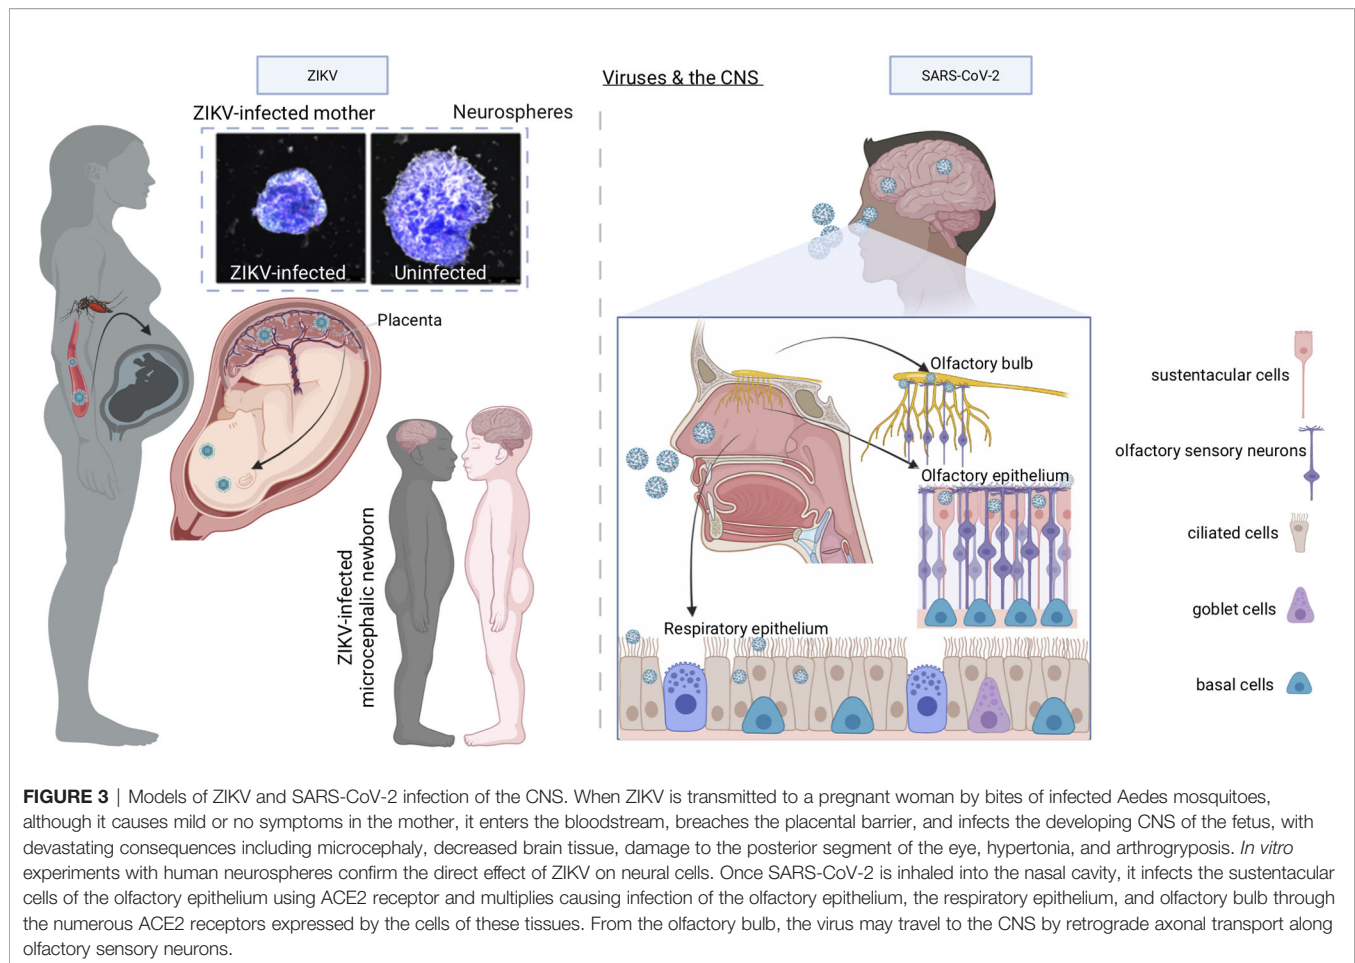 Viruses & the CNS
ZIKV
ZIKV-infected mother
Neurospheres
ZIKV-infected
Uninfected
Placenta
ZIKV-infected
microcephalic newborn
SARS-CoV-2
Olfactory bulb
Olfactory epithelium
Respiratory epithelium
sustentacular cells
olfactory sensory neurons
ciliated cells
goblet cells
basal cells
FIGURE 3 | Models of ZIKV and SARS-CoV-2 infection of the CNS. When ZIKV is transmitted to a pregnant woman by bites of infected Aedes mosquitoes,
although it causes mild or no symptoms in the mother, it enters the bloodstream, breaches the placental barrier, and infects the developing CNS of the fetus, with
devastating consequences including microcephaly, decreased brain tissue, damage to the posterior segment of the eye, hypertonia, and arthrogryposis. In vitro
experiments with human neurospheres confirm the direct effect of ZIKV on neural cells. Once SARS-CoV-2 is inhaled into the nasal cavity, it infects the sustentacular
cells of the olfactory epithelium using ACE2 receptor and multiplies causing infection of the olfactory epithelium, the respiratory epithelium, and olfactory bulb through
the numerous ACE2 receptors expressed by the cells of these tissues. From the olfactory bulb, the virus may travel to the CNS by retrograde axonal transport along
olfactory sensory neurons.